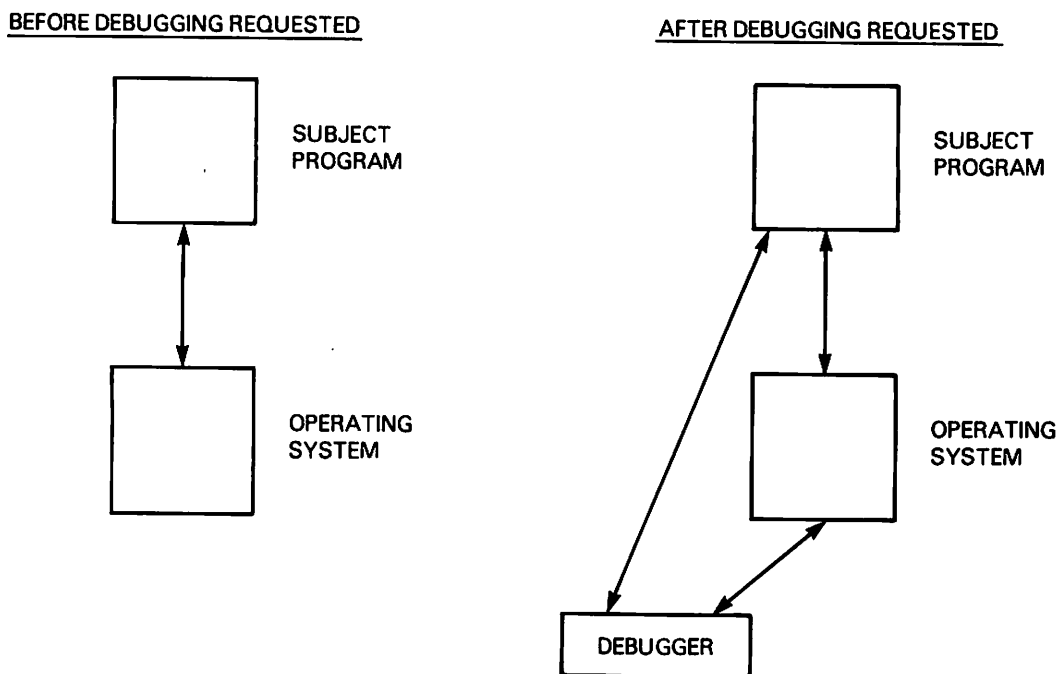 BEFORE DEBUGGING REQUESTED
SUBJECT
PROGRAM
OPERATING
SYSTEM
AFTER DEBUGGING REQUESTED
SUBJECT
PROGRAM
OPERATING
SYSTEM
DEBUGGER